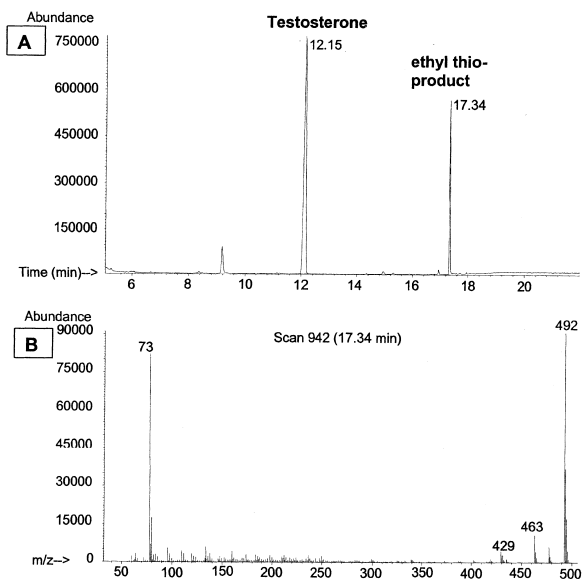 Abundance
A
Testosterone
750000
12.15
ethyl thio-
product
600000
17.34
450000
300000
150000
Time (min)-->
6 8 10 12 14 16 18 20
Abundance
B
90000
Scan 942 (17.34 min)
492
73
75000
60000
45000
30000
15000
463
429
0
m/z-->
50 100 150 200 250 300 350 400 450 500